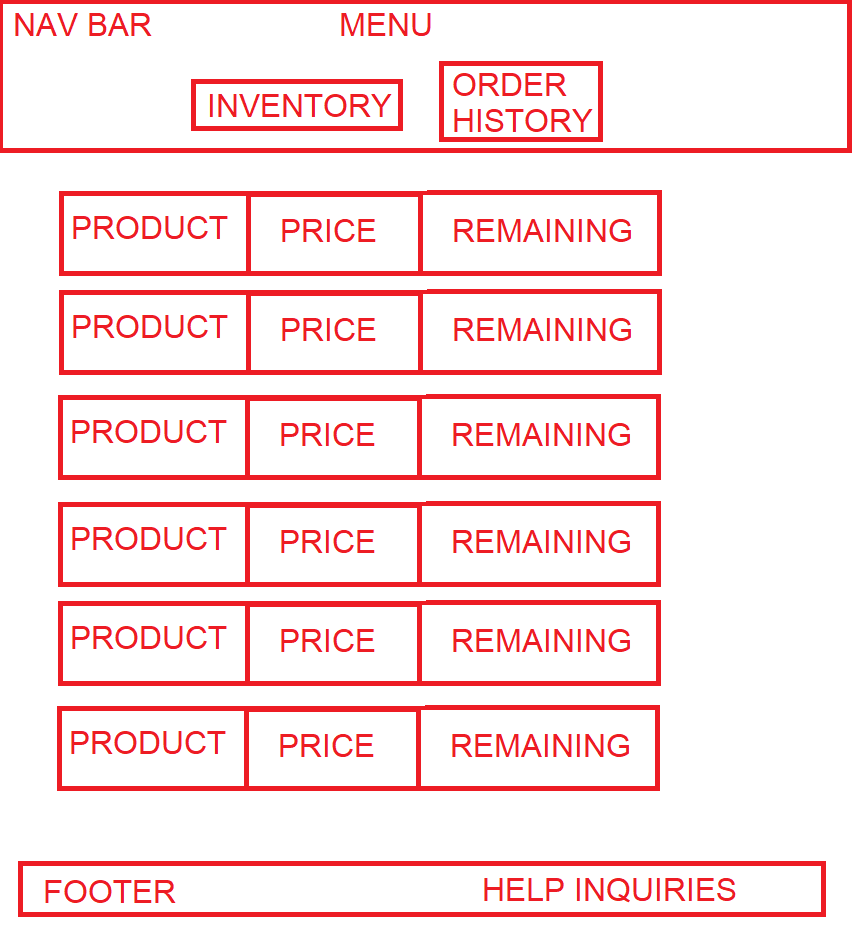 NAV BAR MENU
INVENTORY
ORDER
HISTORY
PRODUCT PRICE REMAINING
PRODUCT PRICE REMAINING
PRODUCT PRICE REMAINING
PRODUCT PRICE REMAINING
PRODUCT PRICE REMAINING
PRODUCT PRICE REMAINING
FOOTER HELP INQUIRIES